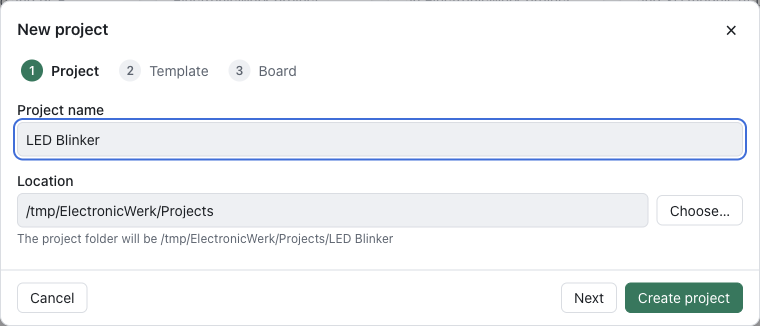 New project
1 Project 2 Template 3 Board
Project name
LED Blinker
Location
/tmp/ElectronicWerk/Projects
Choose...
The project folder will be /tmp/ElectronicWerk/Projects/LED Blinker
Cancel
Next
Create project